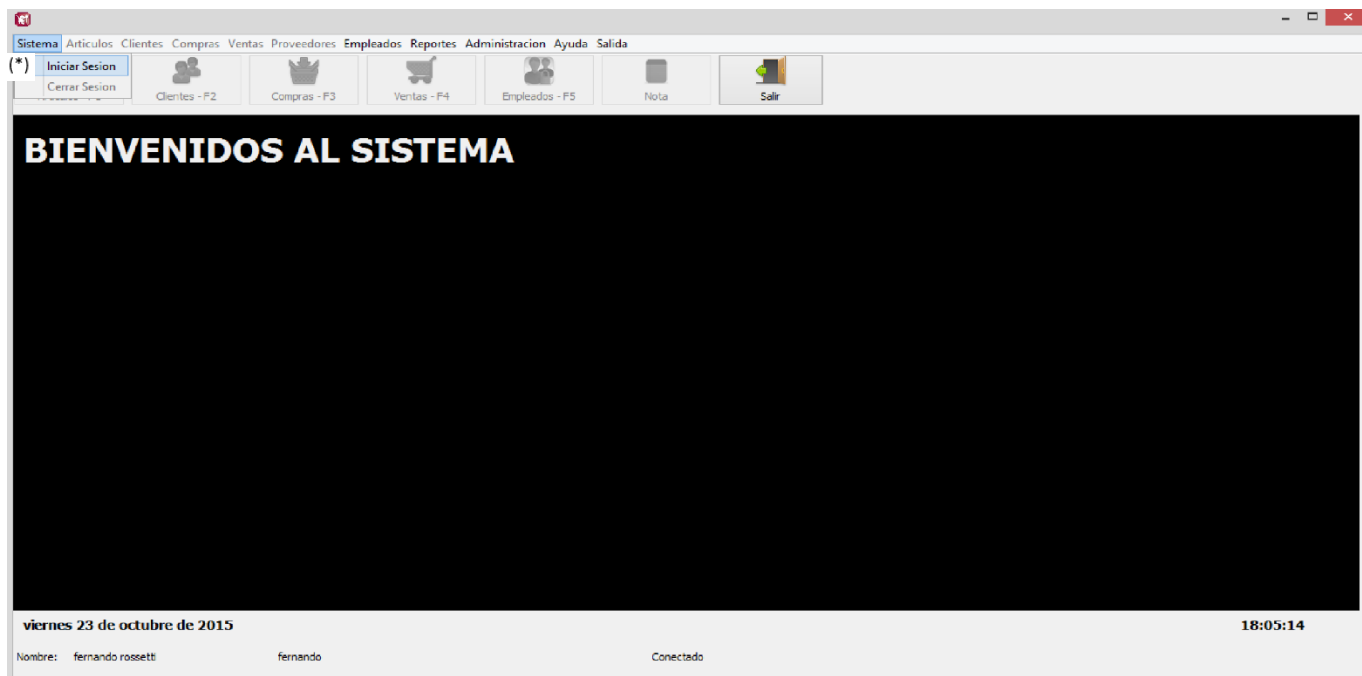 Sistema Articulos Clientes Compras Ventas Proveedores Empleados Reportes Administracion Ayuda Salida
(*) Iniciar Sesion
Cerrar Sesion
Clientes - F2 Compras - F3 Ventas - F4 Empleados - F5 Nota Salir
BIENVENIDOS AL SISTEMA
viernes 23 de octubre de 2015 18:05:14
Nombre: fernando rossetti fernando Conectado